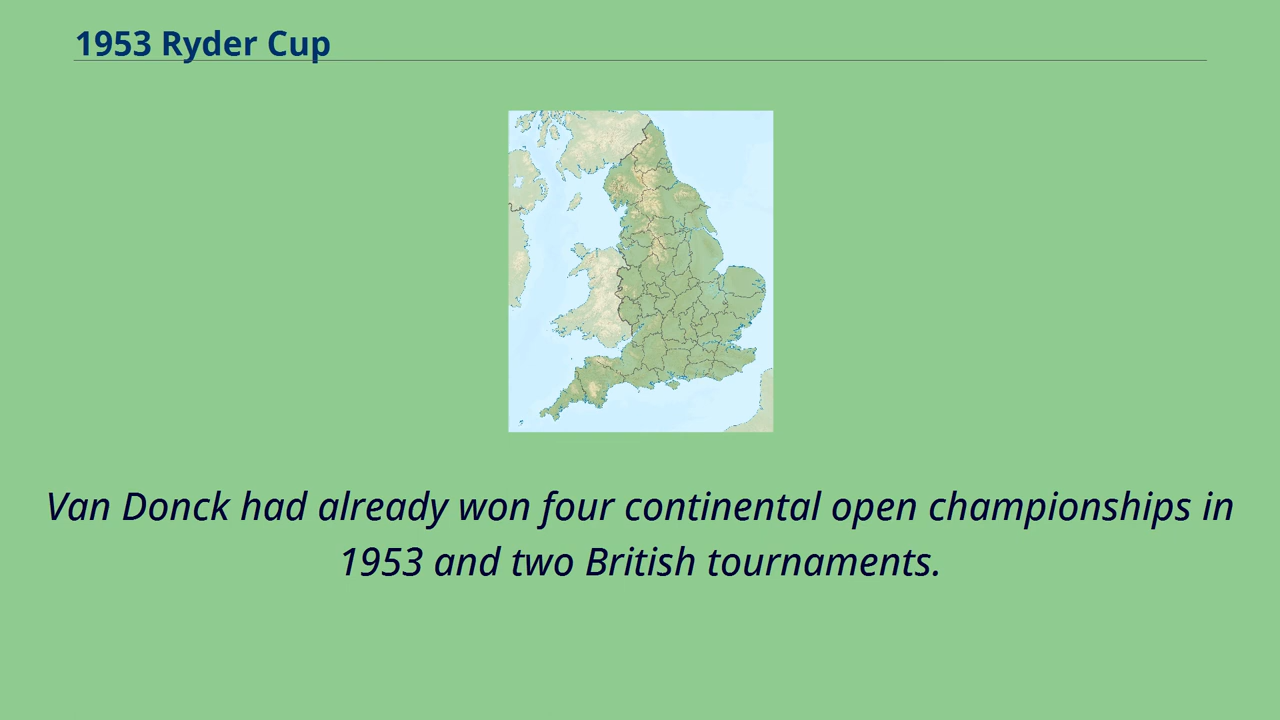 1953 Ryder Cup
Van Donck had already won four continental open championships in
1953 and two British tournaments.